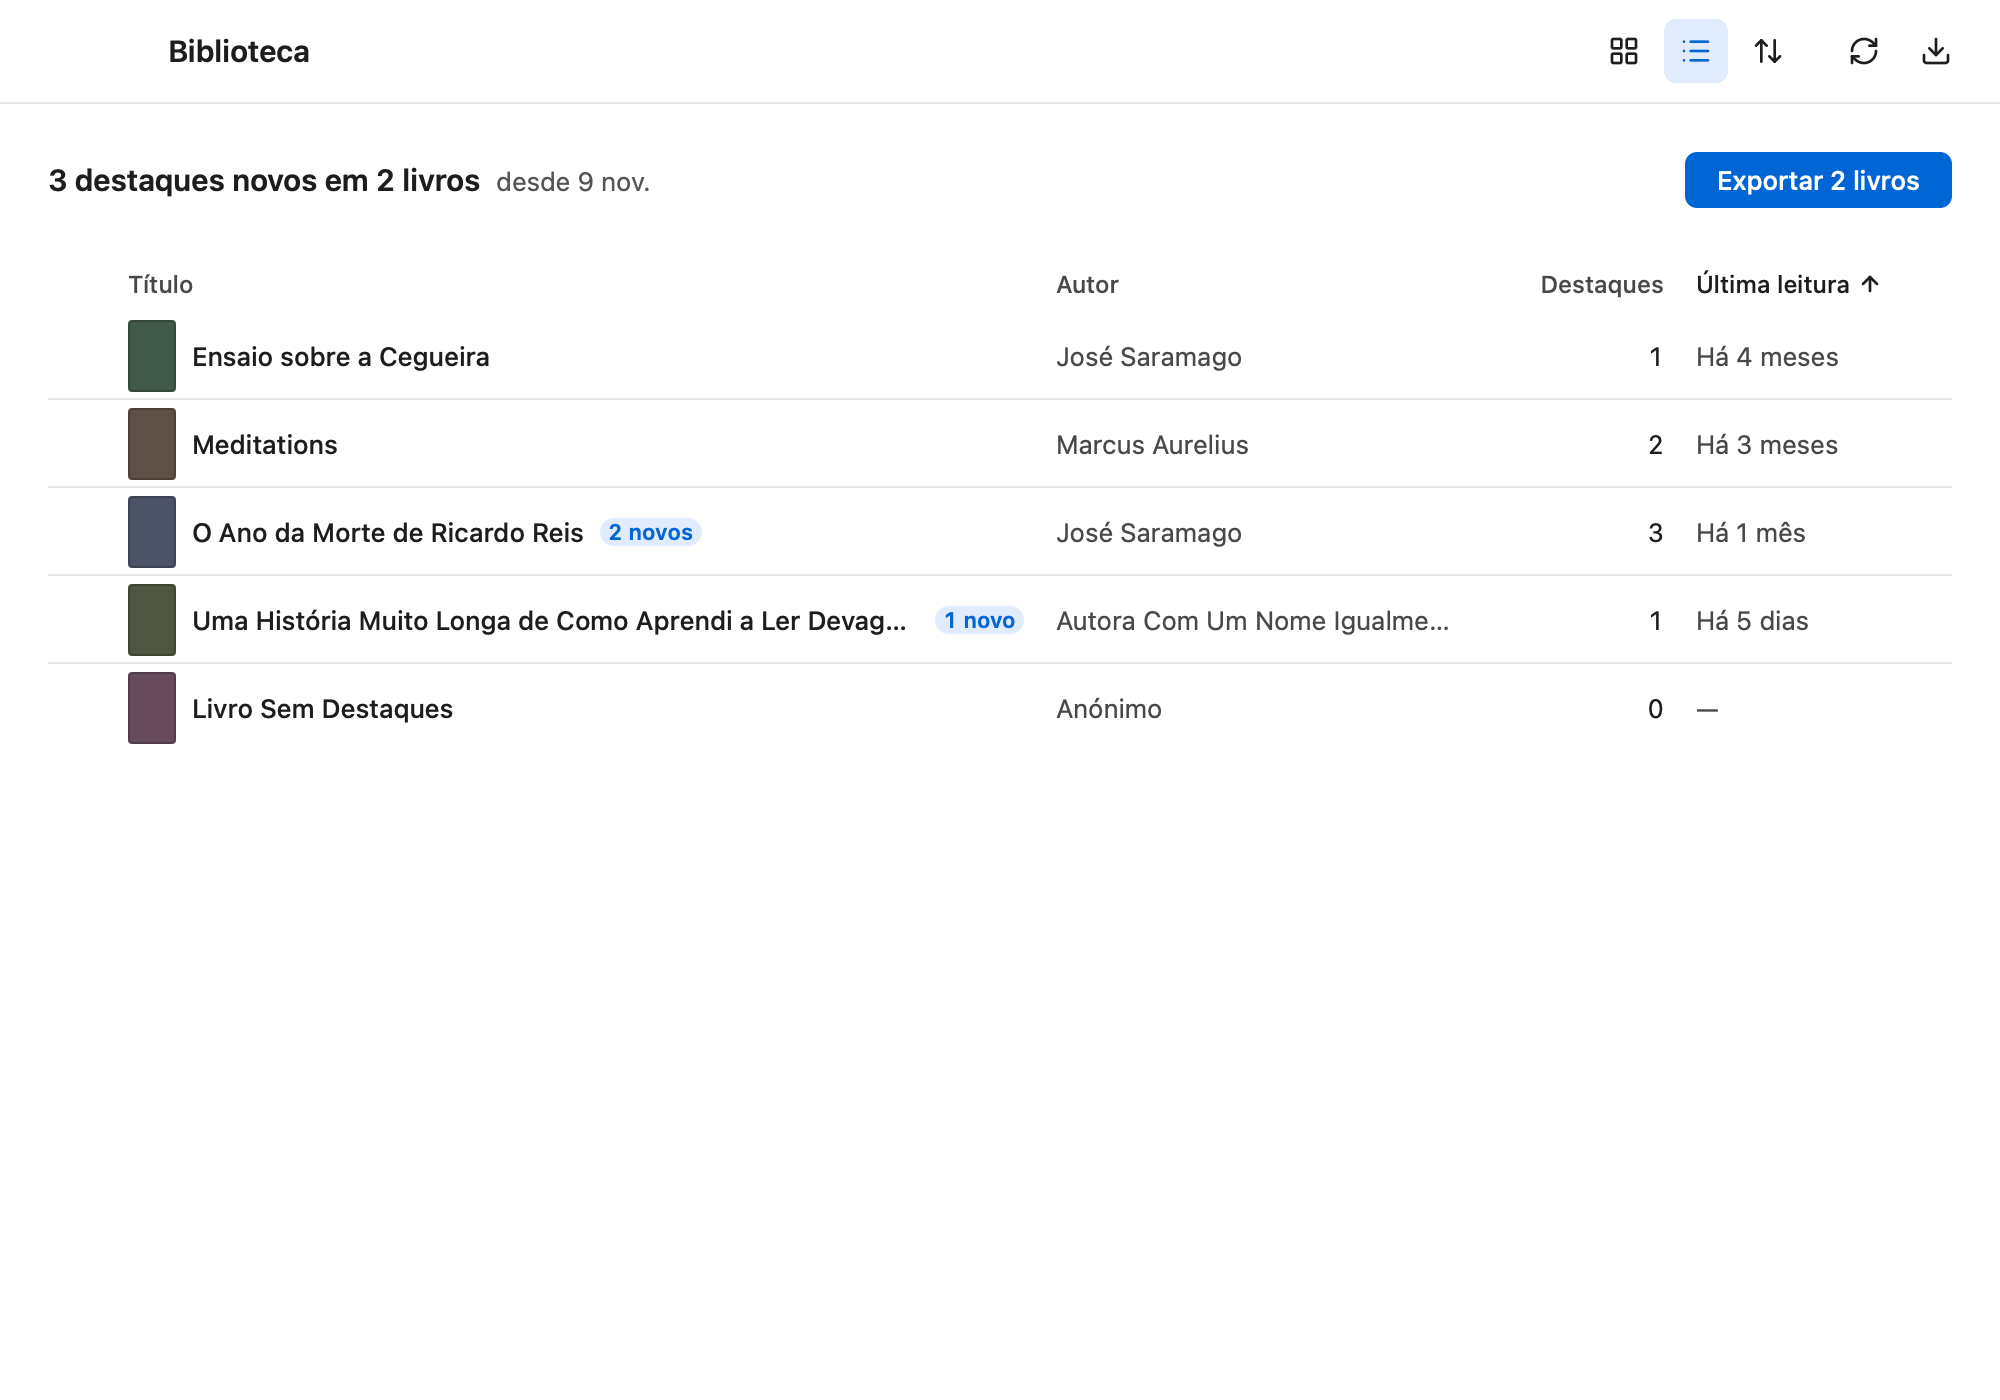 Biblioteca
3 destaques novos em 2 livros desde 9 nov.
Exportar 2 livros
Título Autor Destaques Última leitura ↑
Ensaio sobre a Cegueira José Saramago 1 Há 4 meses
Meditations Marcus Aurelius 2 Há 3 meses
O Ano da Morte de Ricardo Reis 2 novos José Saramago 3 Há 1 mês
Uma História Muito Longa de Como Aprendi a Ler Devag... 1 novo Autora Com Um Nome Igualme... 1 Há 5 dias
Livro Sem Destaques Anónimo 0 —